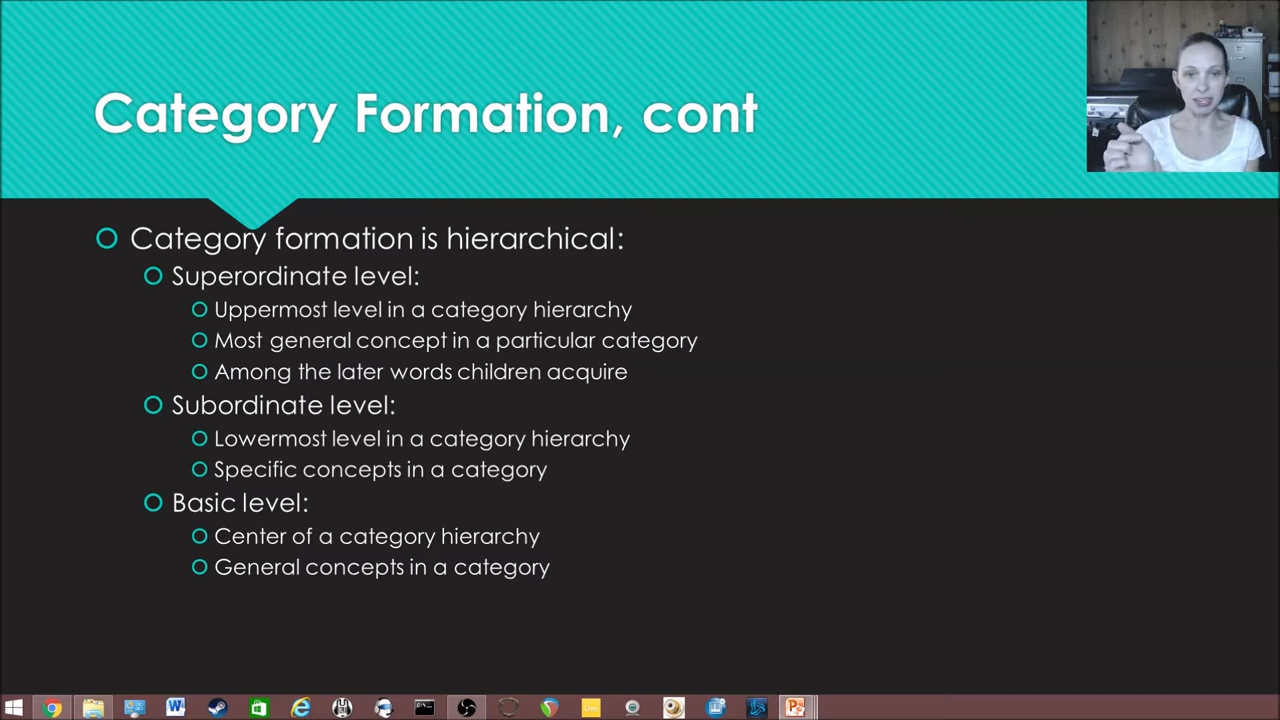 Category Formation, cont
Category formation is hierarchical:
Superordinate level:
Uppermost level in a category hierarchy
Most general concept in a particular category
Among the later words children acquire
Subordinate level:
Lowermost level in a category hierarchy
Specific concepts in a category
Basic level:
Center of a category hierarchy
General concepts in a category